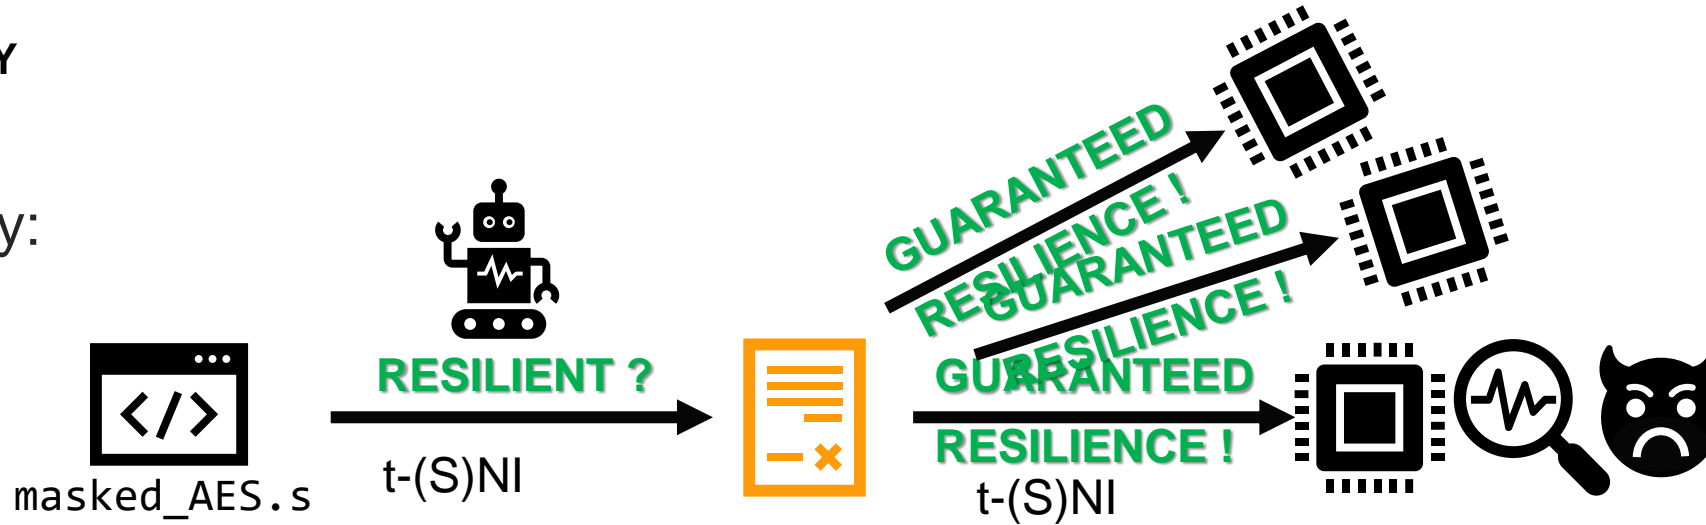 Y
y:
GUARANTEED
RESILIENCE !
GUARANTEED
RESILIENCE !
RESILIENT ?
GUARANTEED
RESILIENCE !
t-(S)NI
t-(S)NI
masked_AES.s